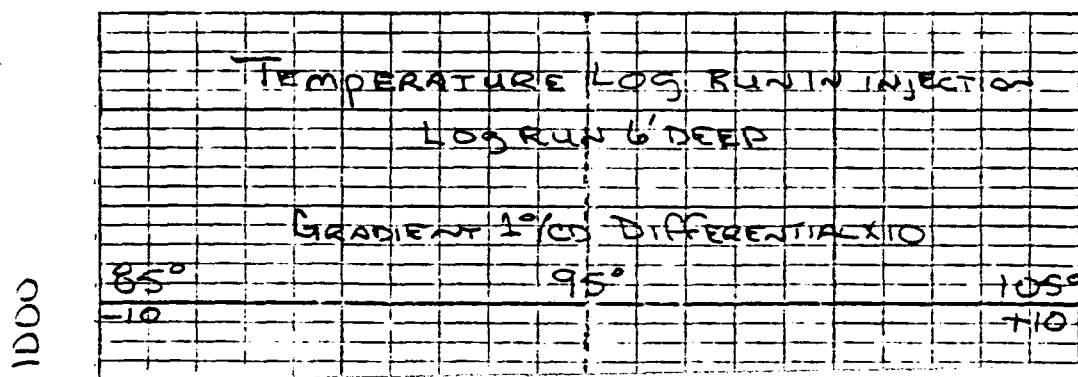 TEMPERATURE LOG RUN IN INJECTION
LOG RUN 6' DEEP
GRADIENT 1°/CD DIFFERENTIAL X10
85° 95° 105°
-10 +10
1000